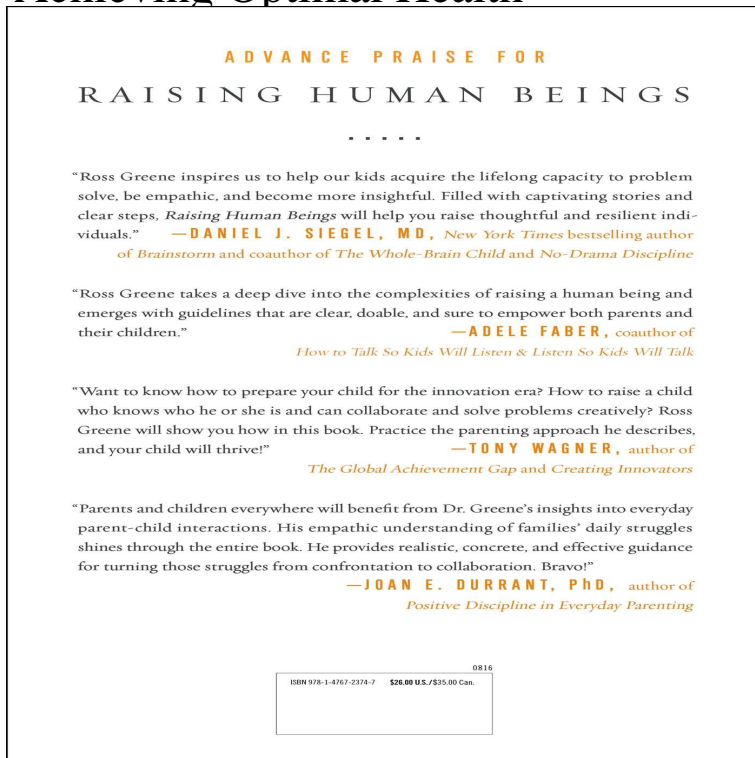 Achieving Optimal Health
ADVANCE PRAISE FOR
RAISING HUMAN BEINGS
.....
“Ross Greene inspires us to help our kids acquire the lifelong capacity to problem
solve, be empathic, and become more insightful. Filled with captivating stories and
clear steps, Raising Human Beings will help you raise thoughtful and resilient indi-
viduals.” —DANIEL J. SIEGEL, MD, New York Times bestselling author
of Brainstorm and coauthor of The Whole-Brain Child and No-Drama Discipline
“Ross Greene takes a deep dive into the complexities of raising a human being and
emerges with guidelines that are clear, doable, and sure to empower both parents and
their children.” —ADELE FABER, coauthor of
How to Talk So Kids Will Listen & Listen So Kids Will Talk
“Want to know how to prepare your child for the innovation era? How to raise a child
who knows who he or she is and can collaborate and solve problems creatively? Ross
Greene will show you how in this book. Practice the parenting approach he describes,
and your child will thrive!” —TONY WAGNER, author of
The Global Achievement Gap and Creating Innovators
“Parents and children everywhere will benefit from Dr. Greene’s insights into everyday
parent-child interactions. His empathic understanding of families’ daily struggles
shines through the entire book. He provides realistic, concrete, and effective guidance
for turning those struggles from confrontation to collaboration. Bravo!”
—JOAN E. DURRANT, PhD, author of
Positive Discipline in Everyday Parenting
0816
ISBN 978-1-4767-2374-7 $26.00 U.S./$35.00 Can.